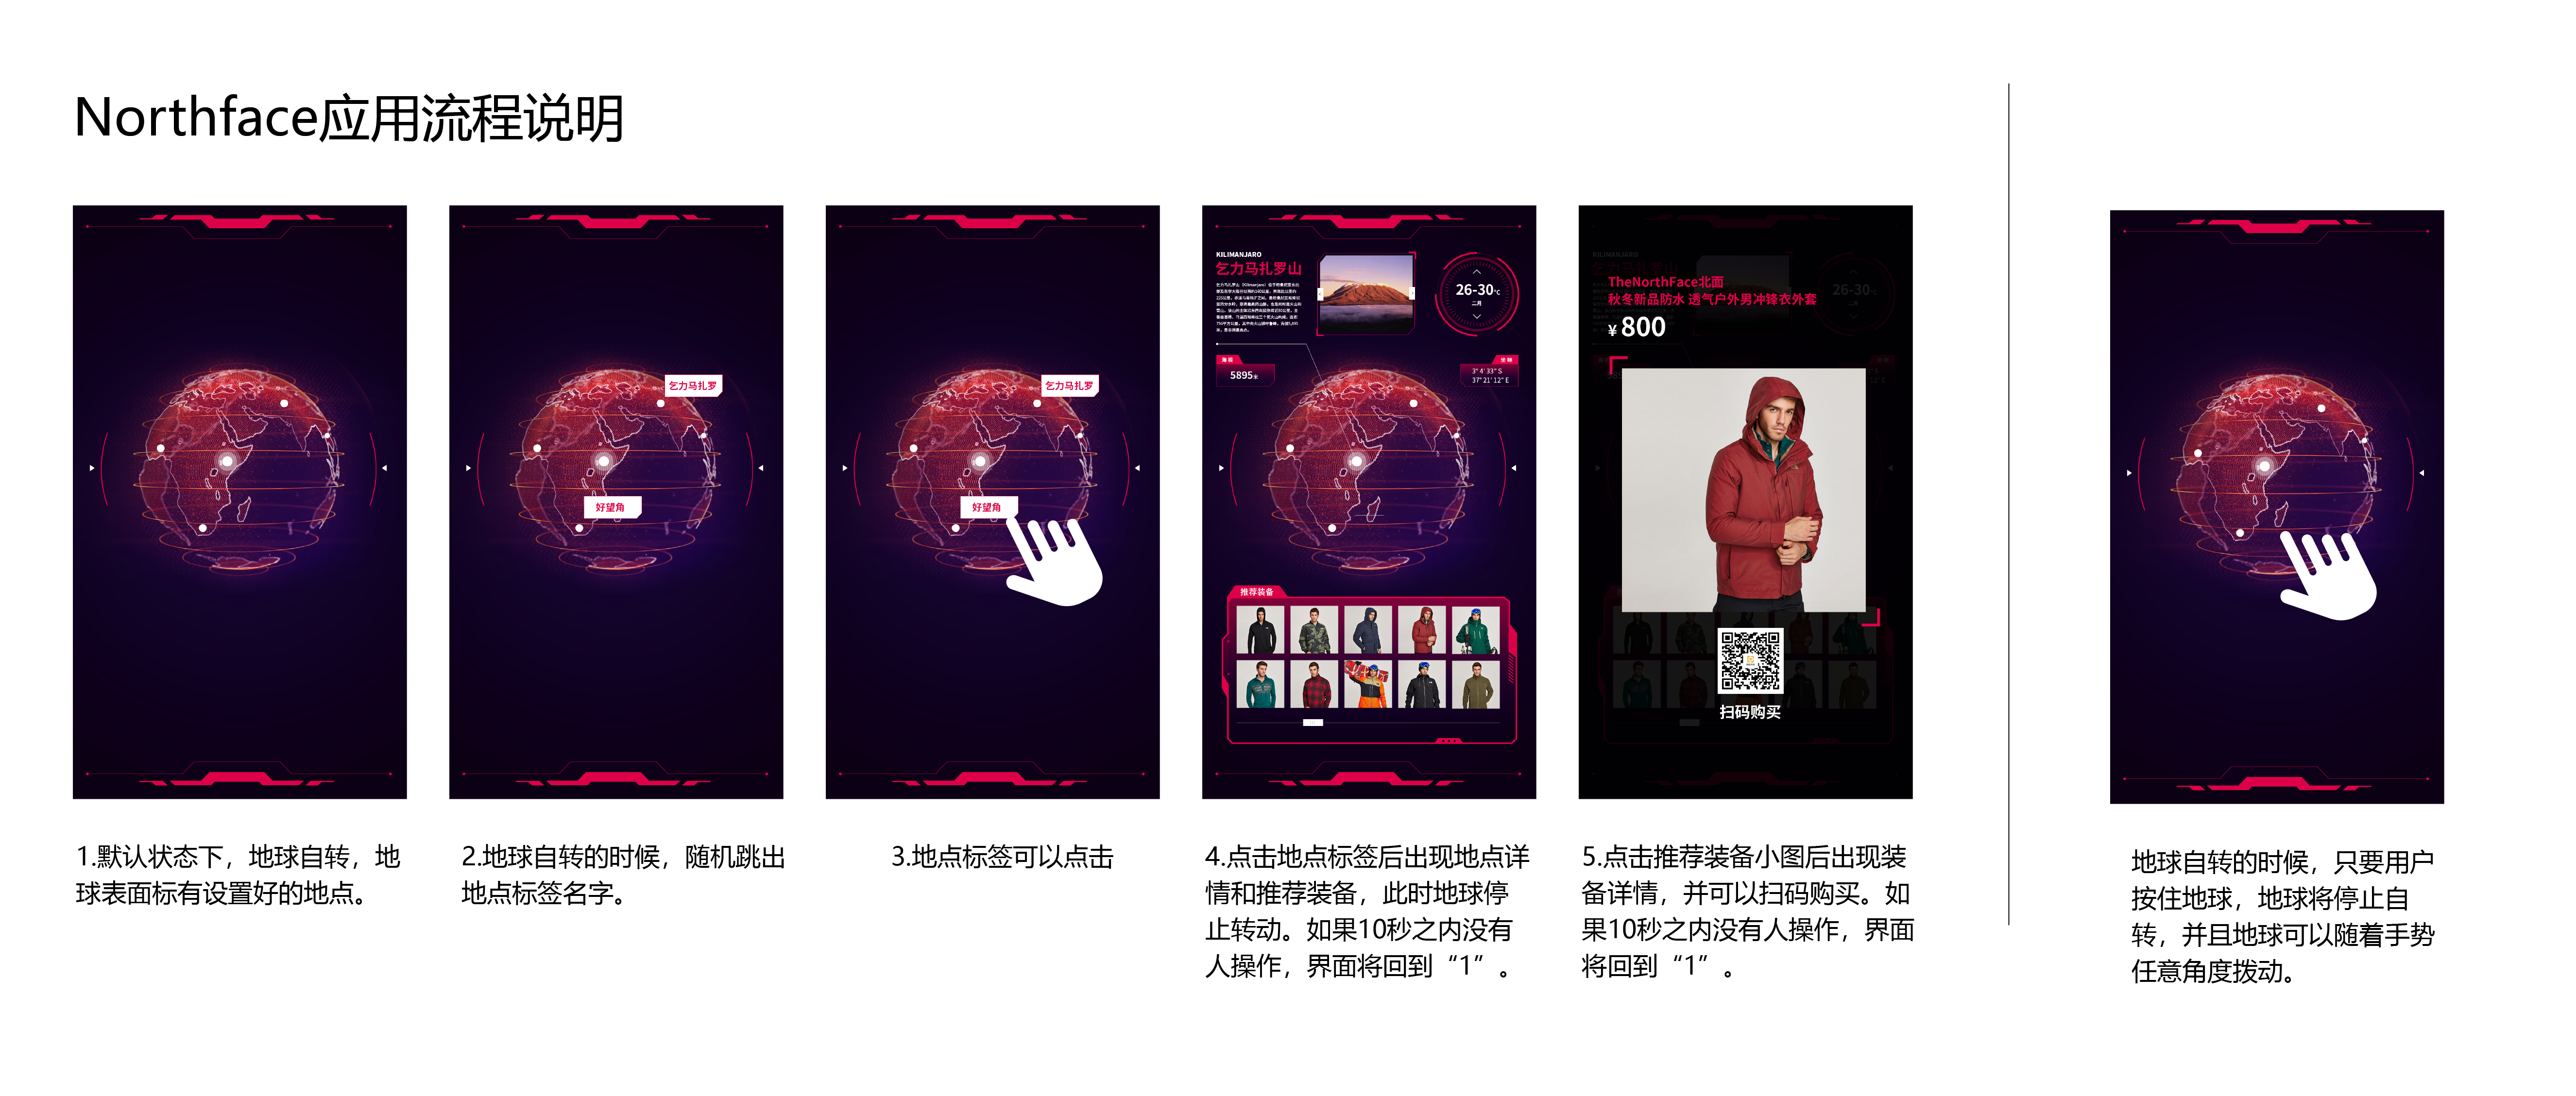 Northface应用流程说明
乞力马扎罗
好望角
乞力马扎罗
好望角
KILIMANJARO
乞力马扎罗山
26-30℃
二月
海拔
5895米
坐标
3° 4' 33" S
37° 21' 12" E
推荐装备
KILIMANJARO
TheNorthFace北面
秋冬新品防水 透气户外男冲锋衣外套
26-30℃
¥800
扫码购买
1.默认状态下，地球自转，地
球表面标有设置好的地点。
2.地球自转的时候，随机跳出
地点标签名字。
3.地点标签可以点击
4.点击地点标签后出现地点详
情和推荐装备，此时地球停
止转动。如果10秒之内没有
人操作，界面将回到“1”。
5.点击推荐装备小图后出现装
备详情，并可以扫码购买。如
果10秒之内没有人操作，界面
将回到“1”。
地球自转的时候，只要用户
按住地球，地球将停止自
转，并且地球可以随着手势
任意角度拨动。